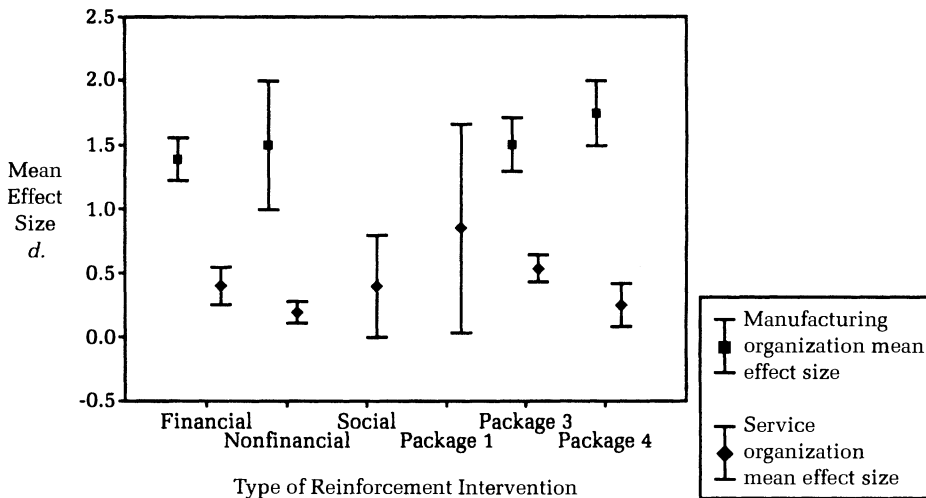 2.5
2.0
1.5
1.0
0.5
0.0
-0.5
Mean
Effect
Size
d.
Financial
Nonfinancial
Social
Package 1
Package 3
Package 4
Type of Reinforcement Intervention
Manufacturing
organization mean
effect size
Service
organization
mean effect size